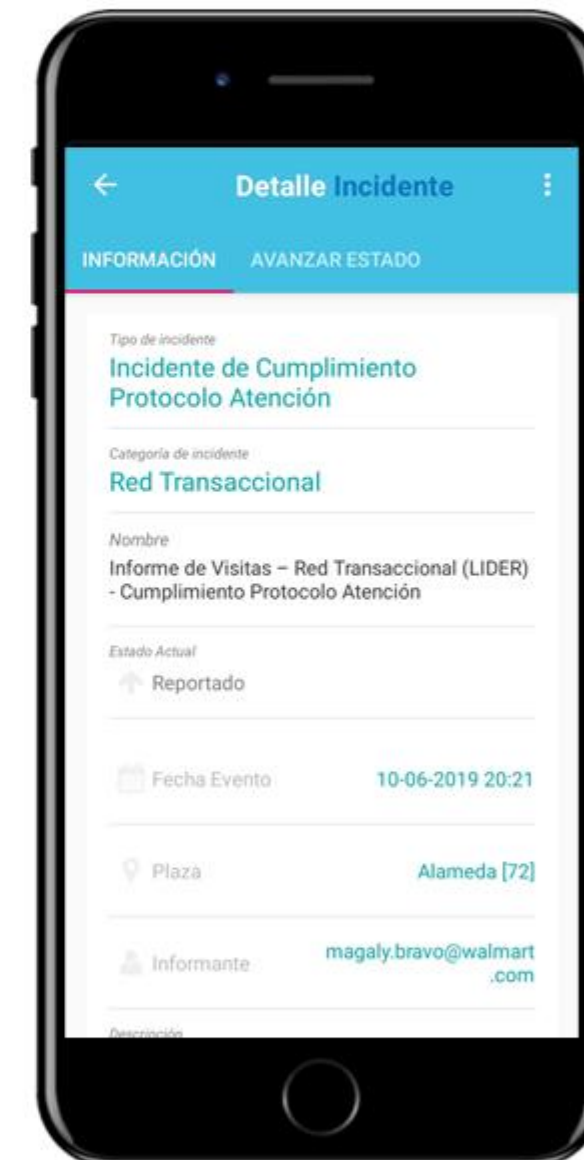 Detalle Incidente
INFORMACIÓN AVANZAR ESTADO
Tipo de incidente
Incidente de Cumplimiento
Protocolo Atención
Categoría de incidente
Red Transaccional
Nombre
Informe de Visitas – Red Transaccional (LIDER)
- Cumplimiento Protocolo Atención
Estado Actual
Reportado
Fecha Evento 10-06-2019 20:21
Plaza Alameda [72]
Informante magaly.bravo@walmart
.com
Descripción